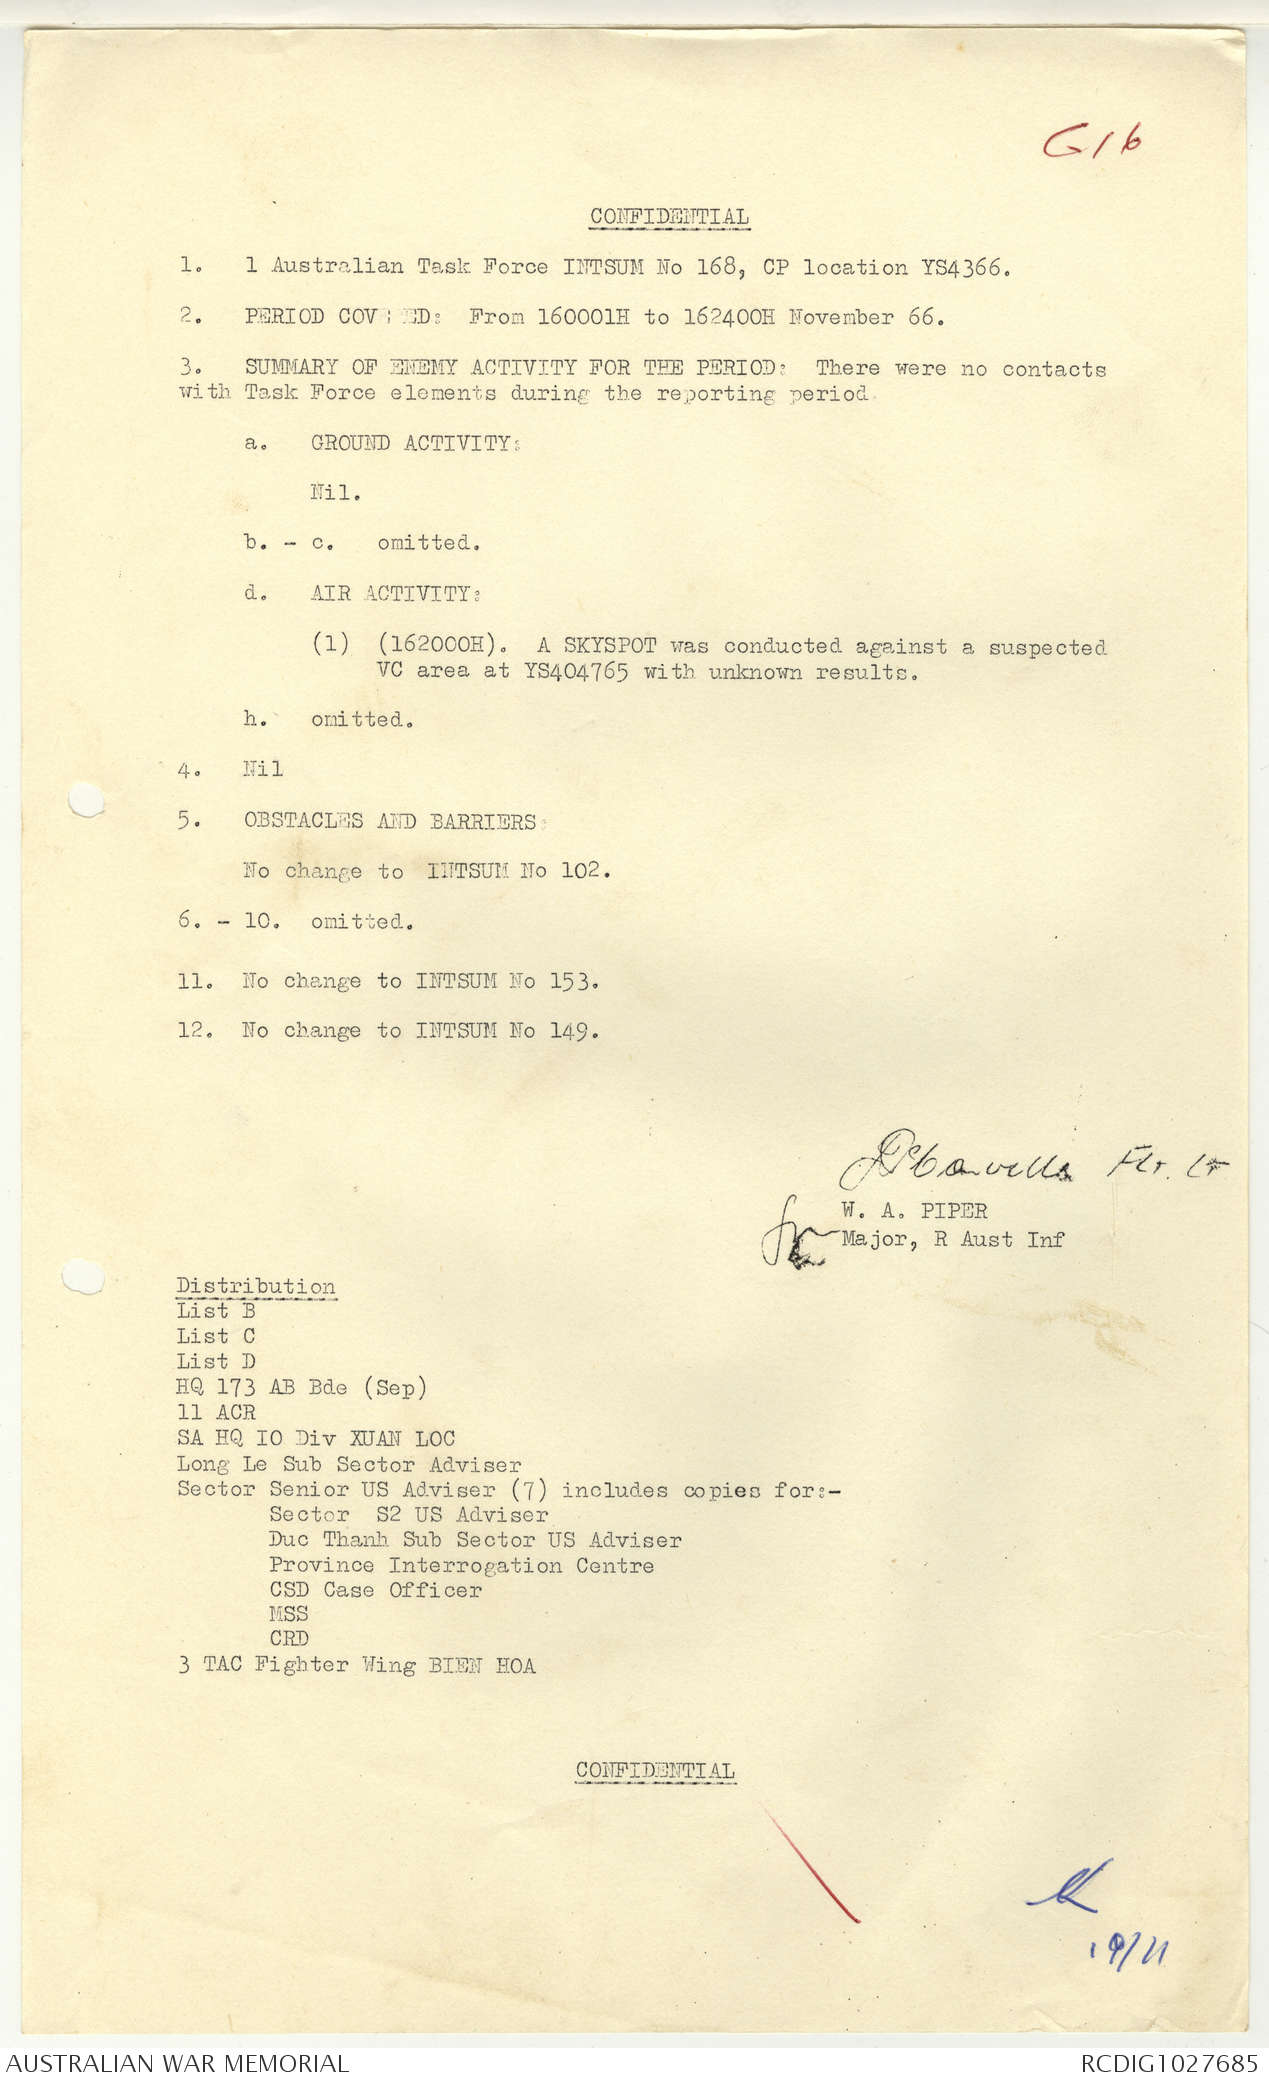 G16
CONFIDENTIAL
1. 1 Australian Task Force INTSUM No 168, CP location YS4366.
2. PERIOD COV ED: From 160001H to 162400H November 66.
3. SUMMARY OF ENEMY ACTIVITY FOR THE PERIOD: There were no contacts
with Task Force elements during the reporting period.
a. GROUND ACTIVITY:
Nil.
b. - c. omitted.
d. AIR ACTIVITY:
(1) (162000H). A SKYSPOT was conducted against a suspected
VC area at YS404765 with unknown results.
h. omitted.
4. Nil
5. OBSTACLES AND BARRIERS:
No change to INTSUM No 102.
6. - 10. omitted.
11. No change to INTSUM No 153.
12. No change to INTSUM No 149.
Flt. Lt
W. A. PIPER
for Major, R Aust Inf
Distribution
List B
List C
List D
HQ 173 AB Bde (Sep)
11 ACR
SA HQ IO Div XUAN LOC
Long Le Sub Sector Adviser
Sector Senior US Adviser (7) includes copies for:-
Sector S2 US Adviser
Duc Thanh Sub Sector US Adviser
Province Interrogation Centre
CSD Case Officer
MSS
CRD
3 TAC Fighter Wing BIEN HOA
CONFIDENTIAL
19/11
AUSTRALIAN WAR MEMORIAL
RCDIG1027685